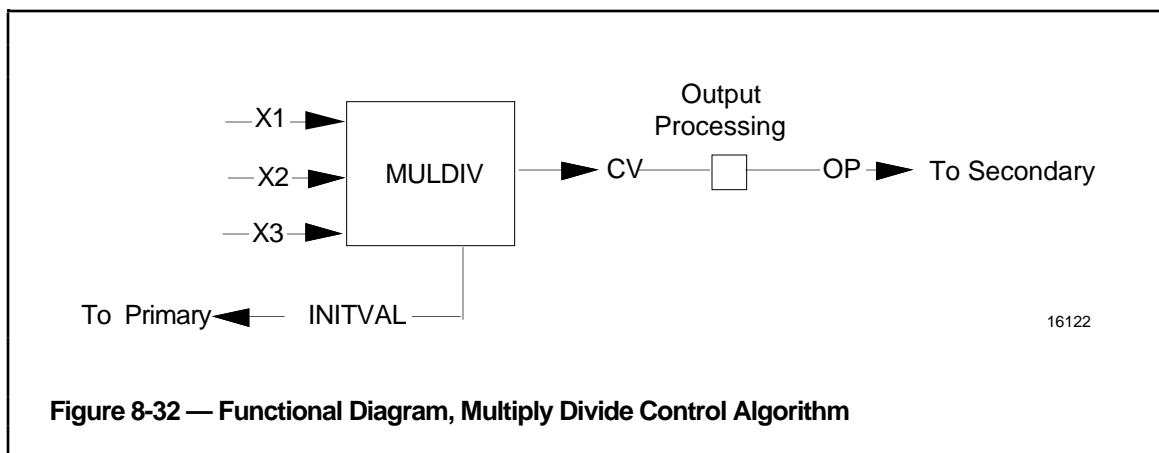 Output
Processing
X1
X2
X3
MULDIV
CV
OP
To Secondary
To Primary
INITVAL
16122
Figure 8-32 — Functional Diagram, Multiply Divide Control Algorithm